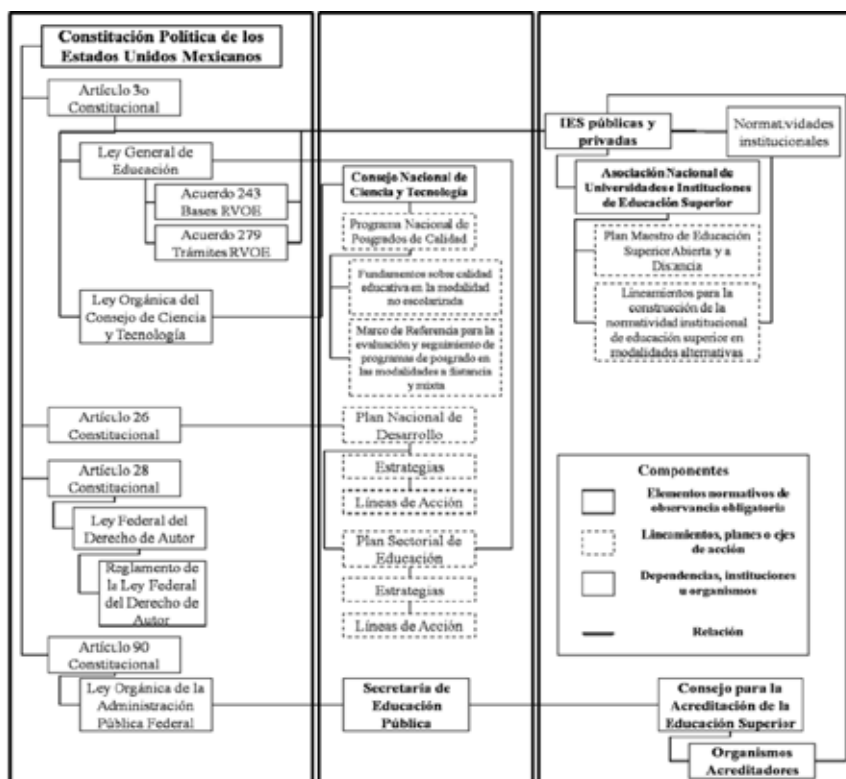 Constitución Política de los
Estados Unidos Mexicanos
Artículo 3o
Constitucional
Ley General de
Educación
Acuerdo 243
Bases RVOE
Acuerdo 279
Trámites RVOE
Ley Orgánica del
Consejo de Ciencia
y Tecnología
Artículo 26
Constitucional
Artículo 28
Constitucional
Ley Federal del
Derecho de Autor
Reglamento de
la Ley Federal
del Derecho de
Autor
Artículo 90
Constitucional
Ley Orgánica de la
Administración
Pública Federal
Consejo Nacional de
Ciencia y Tecnología
Programa Nacional de
Posgrados de Calidad
Fundamentos sobre calidad
educativa en la modalidad
no escolarizada
Marco de Referencia para la
evaluación y seguimiento de
programas de posgrado en
las modalidades a distancia
y mixta
Plan Nacional de
Desarrollo
Estrategias
Líneas de Acción
Plan Sectorial de
Educación
Estrategias
Líneas de Acción
Secretaría de
Educación
Pública
IES públicas y
privadas
Normatividades
institucionales
Asociación Nacional de
Universidades e Instituciones
de Educación Superior
Plan Maestro de Educación
Superior Abierta y a
Distancia
Lineamientos para la
construcción de la
normatividad institucional
de educación superior en
modalidades alternativas
Componentes
Elementos normativos de
observancia obligatoria
Lineamientos, planes o ejes
de acción
Dependencias, instituciones
u organismos
Relación
Consejo para la
Acreditación de la
Educación Superior
Organismos
Acreditadores